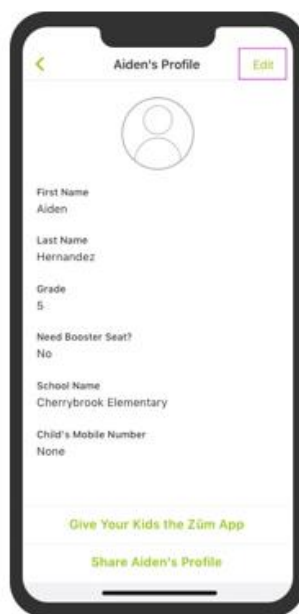 Aiden's Profile Edit
First Name
Aiden
Last Name
Hernandez
Grade
5
Need Booster Seat?
No
School Name
Cherrybrook Elementary
Child's Mobile Number
None
Give Your Kids the Zūm App
Share Aiden's Profile